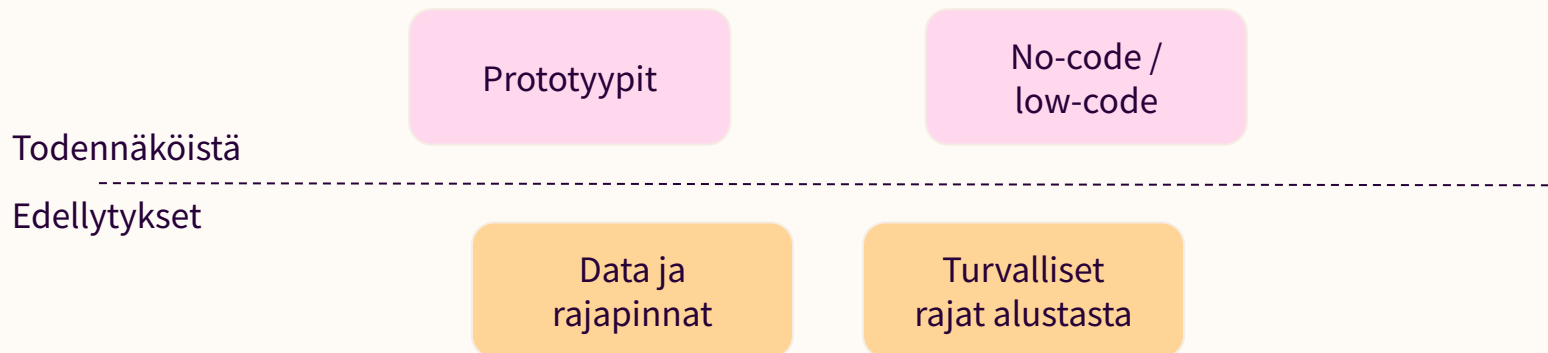 Prototyypit
No-code /
low-code
Todennäköistä
Edellytykset
Data ja
rajapinnat
Turvalliset
rajat alustasta